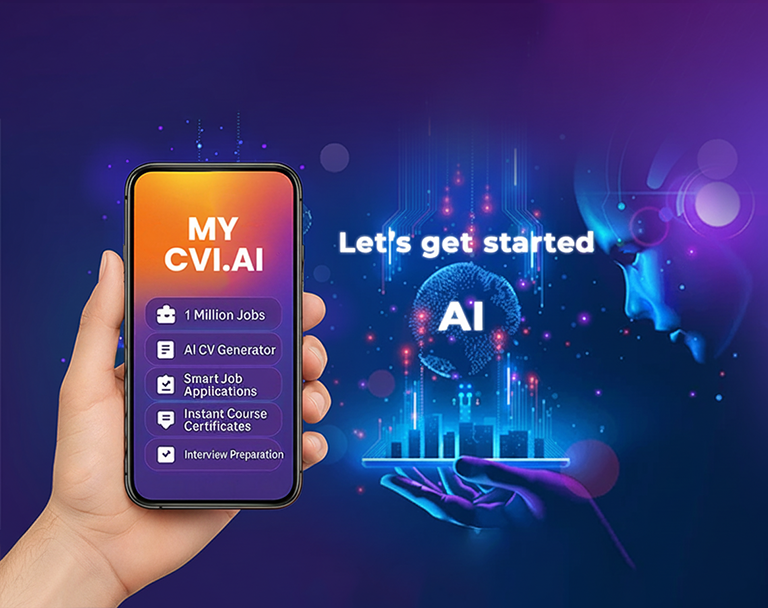 MY
CVI.AI
1 Million Jobs
AI CV Generator
Smart Job
Applications
Instant Course
Certificates
Interview Preparation
Let's get started
AI